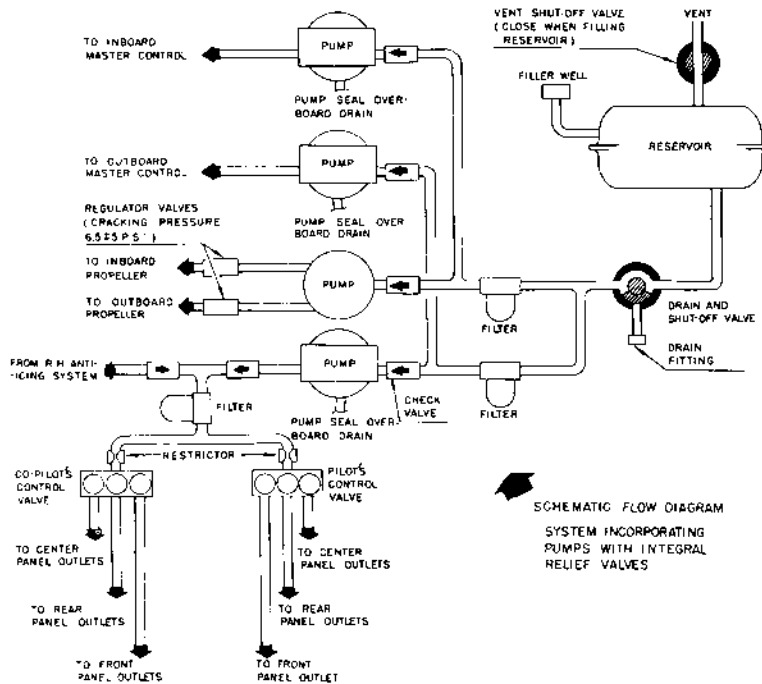 TO INBOARD
MASTER CONTROL
PUMP
PUMP SEAL OVER-
BOARD DRAIN
VENT SHUT-OFF VALVE
(CLOSE WHEN FILLING
RESERVOIR)
VENT
FILLER WELL
RESERVOIR
TO OUTBOARD
MASTER CONTROL
PUMP
PUMP SEAL OVER
BOARD DRAIN
REGULATOR VALVES
(CRACKING PRESSURE
TO INBOARD
PROPELLER
TO OUTBOARD
PROPELLER
PUMP
FILTER
DRAIN AND
SHUT-OFF VALVE
DRAIN
FITTING
FROM R.H ANTI-
ICING SYSTEM
PUMP
FILTER
PUMP SEAL OVER-
BOARD DRAIN
CHECK
VALVE
FILTER
RESTRICTOR
CO-PILOT'S
CONTROL
VALVE
PILOT'S
CONTROL
VALVE
TO CENTER
PANEL OUTLETS
TO CENTER
PANEL OUTLETS
TO REAR
PANEL OUTLETS
TO REAR
PANEL OUTLETS
TO FRONT
PANEL OUTLETS
TO FRONT
PANEL OUTLET
SCHEMATIC FLOW DIAGRAM
SYSTEM INCORPORATING
PUMPS WITH INTEGRAL
RELIEF VALVES